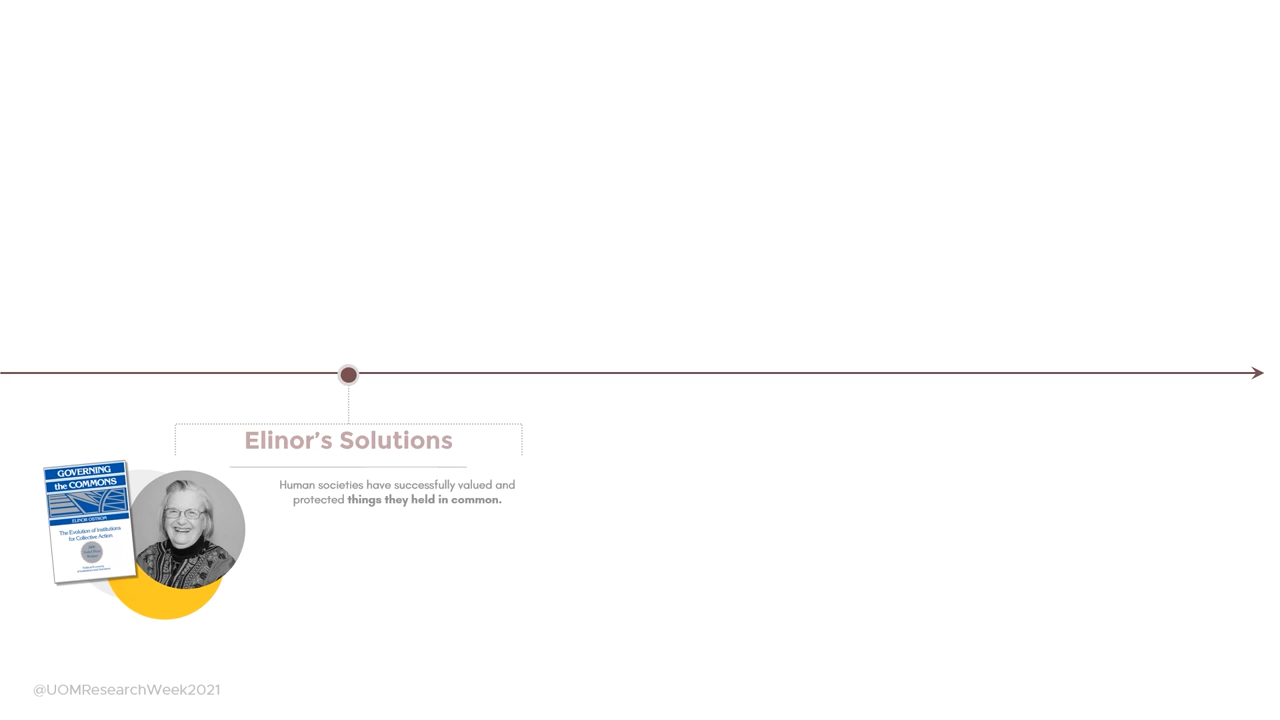 Elinor’s Solutions
Human societies have successfully valued and
protected things they held in common.
GOVERNING
the COMMONS
ELINOR OSTROM
The Evolution of Institutions
for Collective Action
@UOMResearchWeek2021